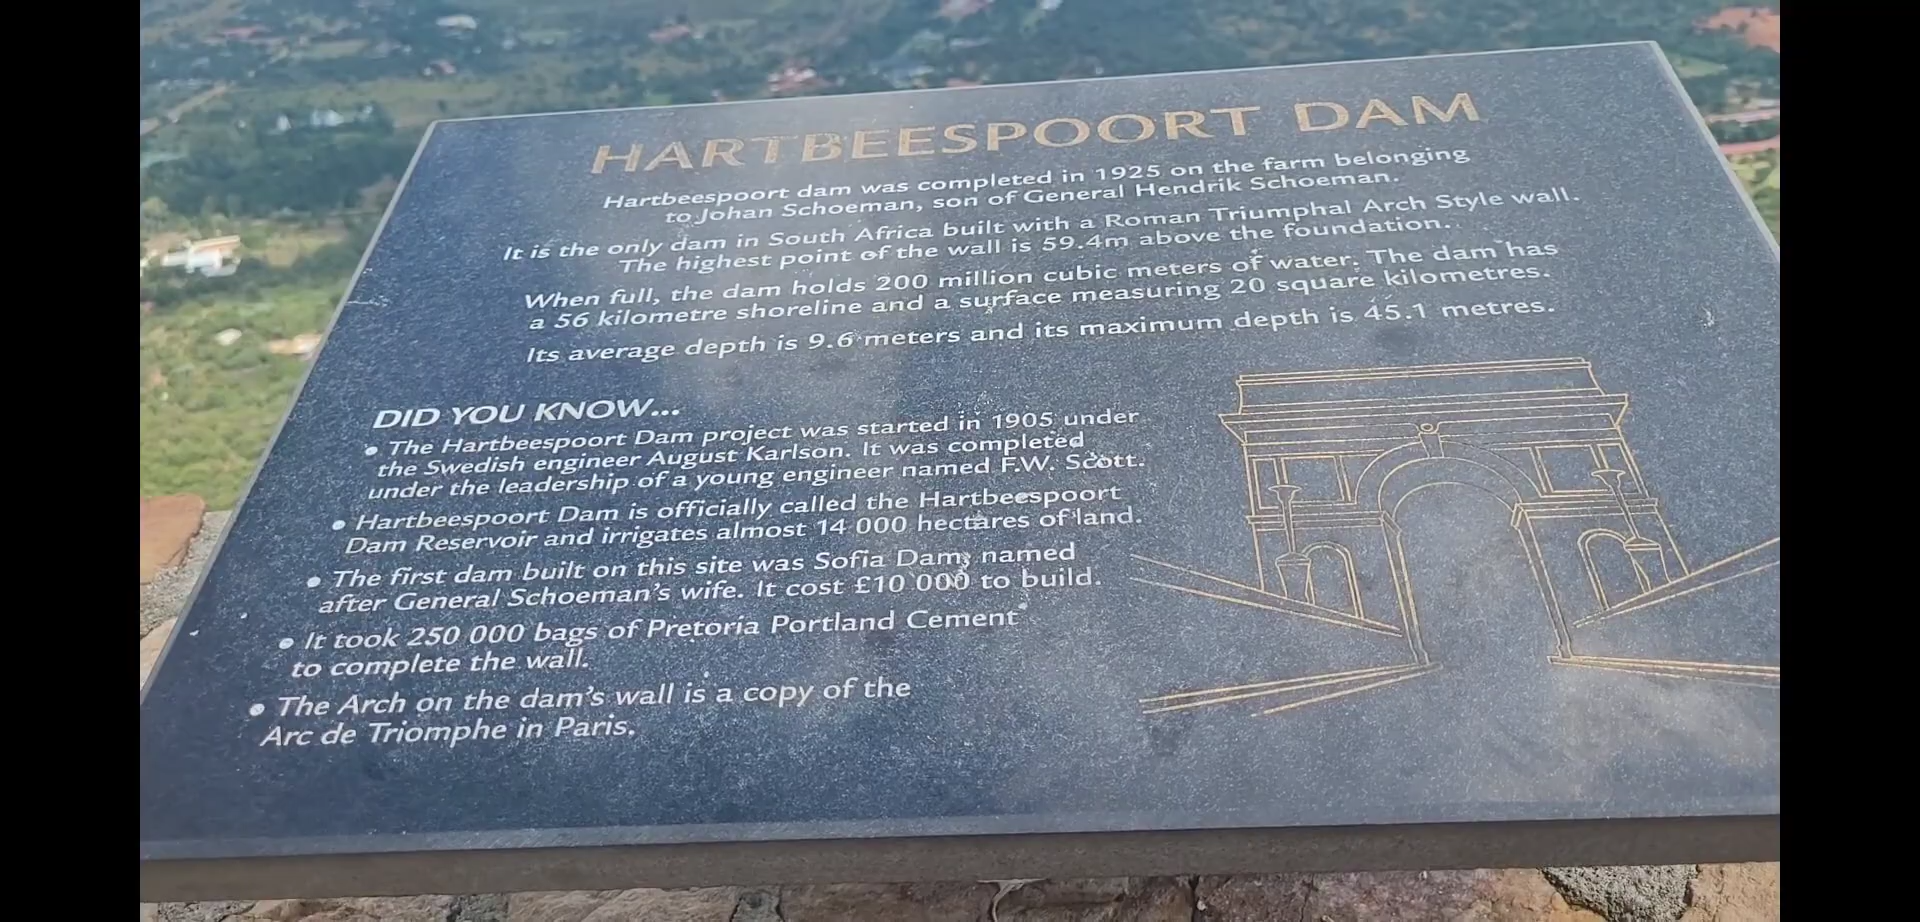 HARTBEESPOORT DAM
Hartbeespoort dam was completed in 1925 on the farm belonging
to Johan Schoeman, son of General Hendrik Schoeman.
It is the only dam in South Africa built with a Roman Triumphal Arch Style wall.
The highest point of the wall is 59.4m above the foundation.
When full, the dam holds 200 million cubic meters of water. The dam has
a 56 kilometre shoreline and a surface measuring 20 square kilometres.
Its average depth is 9.6 meters and its maximum depth is 45.1 metres.
DID YOU KNOW...
• The Hartbeespoort Dam project was started in 1905 under
the Swedish engineer August Karlson. It was completed
under the leadership of a young engineer named F.W. Scott.
• Hartbeespoort Dam is officially called the Hartbeespoort
Dam Reservoir and irrigates almost 14 000 hectares of land.
• The first dam built on this site was Sofia Dam, named
after General Schoeman's wife. It cost £10 000 to build.
• It took 250 000 bags of Pretoria Portland Cement
to complete the wall.
• The Arch on the dam's wall is a copy of the
Arc de Triomphe in Paris.